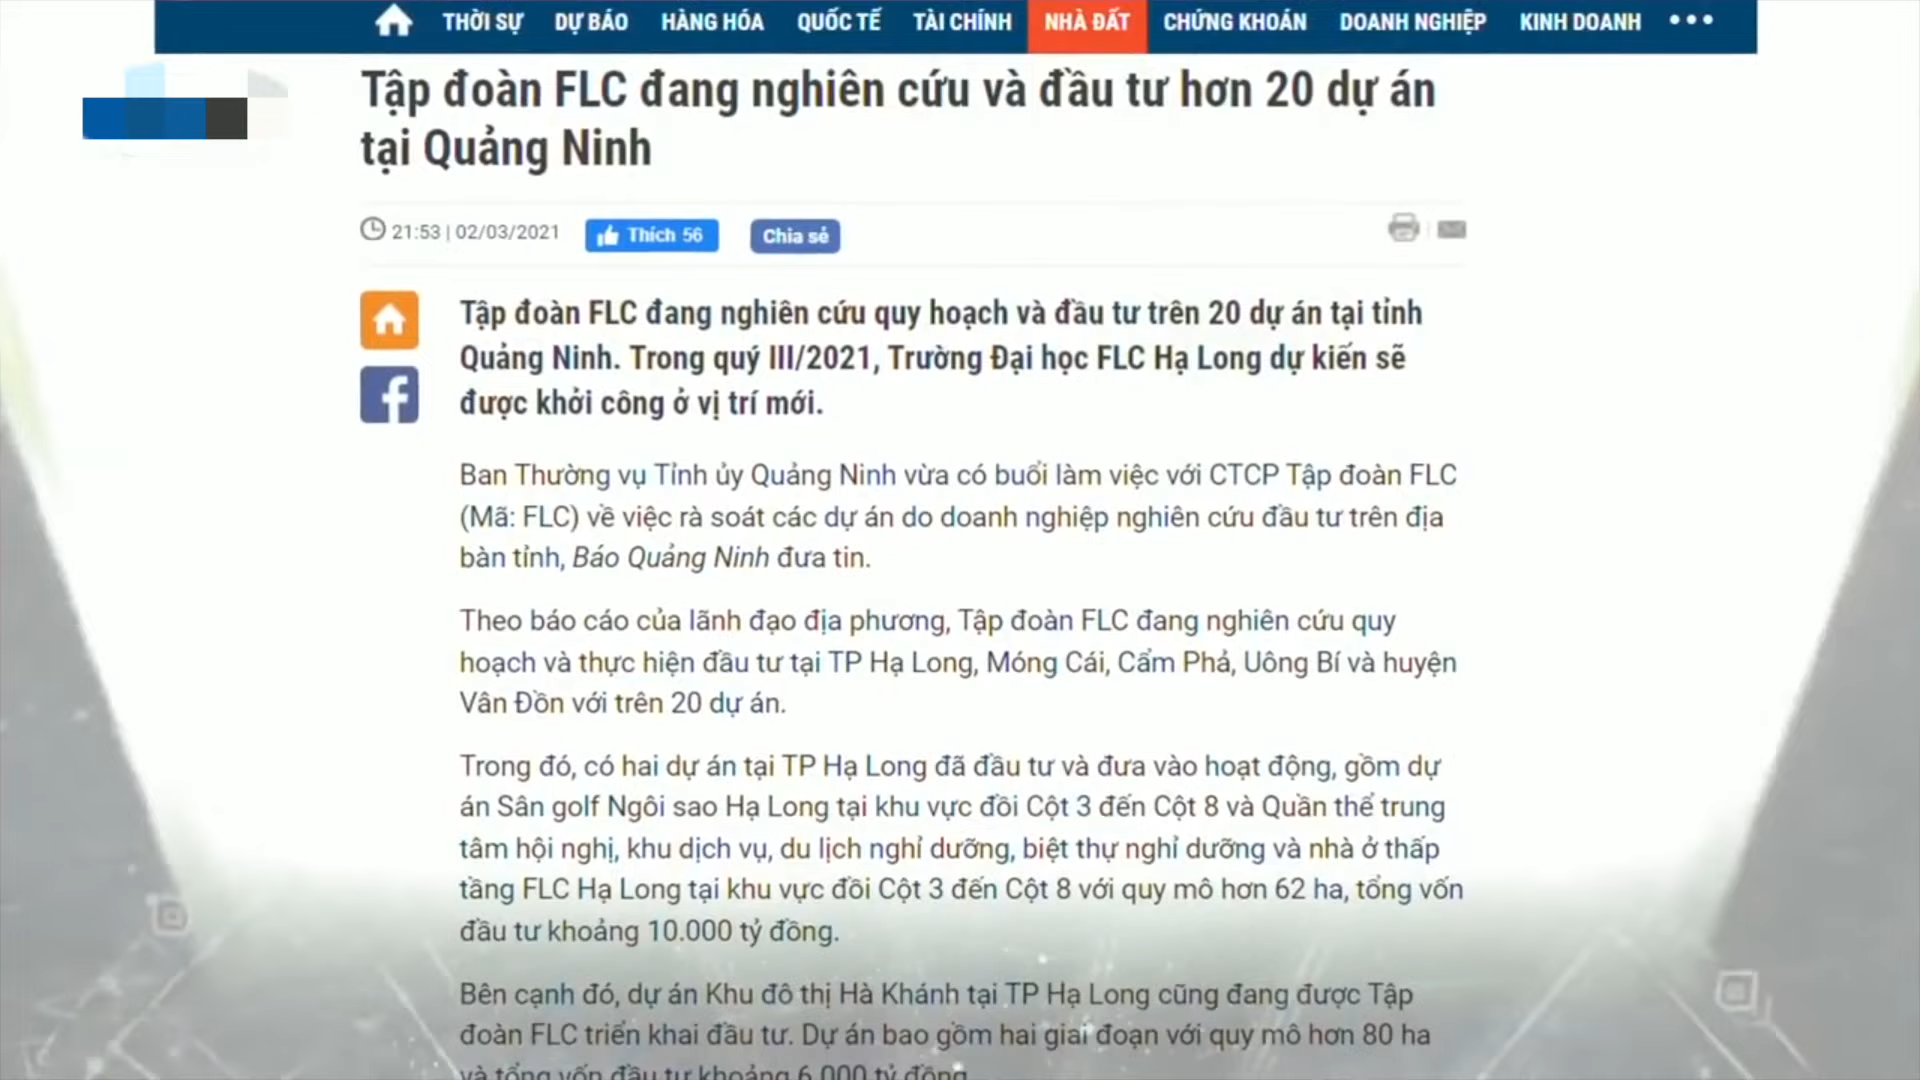 THỜI SỰ DỰ BÁO HÀNG HÓA QUỐC TẾ TÀI CHÍNH NHÀ ĐẤT CHỨNG KHOÁN DOANH NGHIỆP KINH DOANH
Tập đoàn FLC đang nghiên cứu và đầu tư hơn 20 dự án
tại Quảng Ninh
21:53 | 02/03/2021 Thích 56 Chia sẻ
Tập đoàn FLC đang nghiên cứu quy hoạch và đầu tư trên 20 dự án tại tỉnh
Quảng Ninh. Trong quý III/2021, Trường Đại học FLC Hạ Long dự kiến sẽ
được khởi công ở vị trí mới.
Ban Thường vụ Tỉnh ủy Quảng Ninh vừa có buổi làm việc với CTCP Tập đoàn FLC
(Mã: FLC) về việc rà soát các dự án do doanh nghiệp nghiên cứu đầu tư trên địa
bàn tỉnh, Báo Quảng Ninh đưa tin.
Theo báo cáo của lãnh đạo địa phương, Tập đoàn FLC đang nghiên cứu quy
hoạch và thực hiện đầu tư tại TP Hạ Long, Móng Cái, Cẩm Phả, Uông Bí và huyện
Vân Đồn với trên 20 dự án.
Trong đó, có hai dự án tại TP Hạ Long đã đầu tư và đưa vào hoạt động, gồm dự
án Sân golf Ngôi sao Hạ Long tại khu vực đồi Cột 3 đến Cột 8 và Quần thể trung
tâm hội nghị, khu dịch vụ, du lịch nghỉ dưỡng, biệt thự nghỉ dưỡng và nhà ở thấp
tầng FLC Hạ Long tại khu vực đồi Cột 3 đến Cột 8 với quy mô hơn 62 ha, tổng vốn
đầu tư khoảng 10.000 tỷ đồng.
Bên cạnh đó, dự án Khu đô thị Hà Khánh tại TP Hạ Long cũng đang được Tập
đoàn FLC triển khai đầu tư. Dự án bao gồm hai giai đoạn với quy mô hơn 80 ha
và tổng vốn đầu tư khoảng 6.000 tỷ đồng.